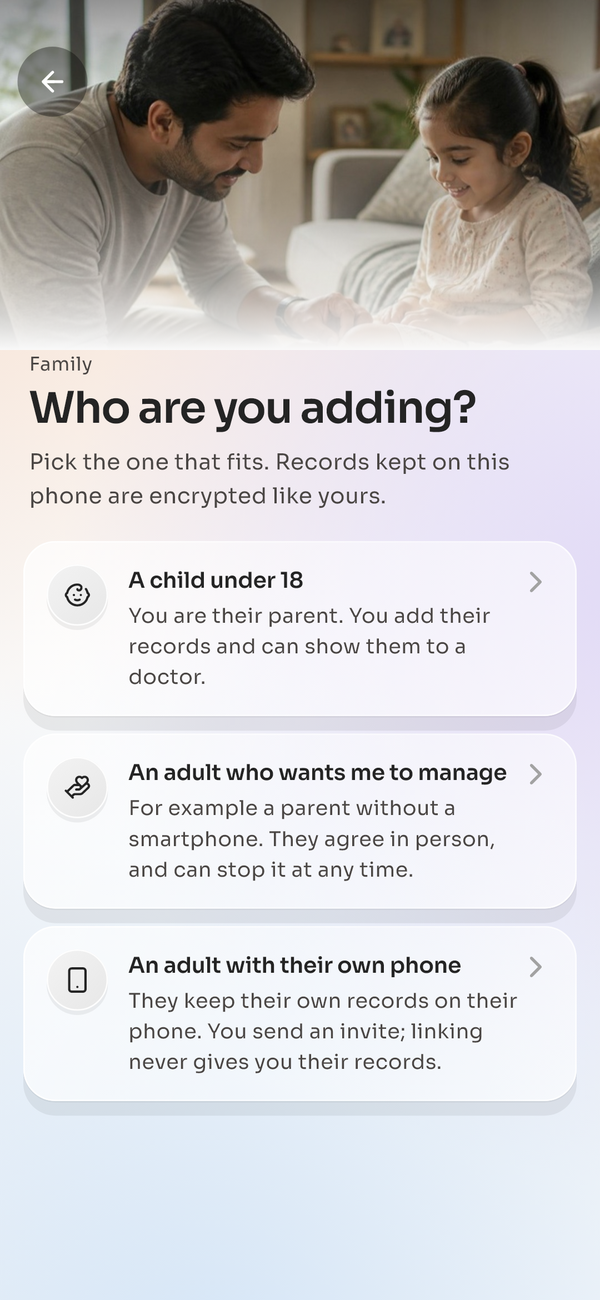 Family
Who are you adding?
Pick the one that fits. Records kept on this
phone are encrypted like yours.
A child under 18
You are their parent. You add their
records and can show them to a
doctor.
An adult who wants me to manage
For example a parent without a
smartphone. They agree in person,
and can stop it at any time.
An adult with their own phone
They keep their own records on their
phone. You send an invite; linking
never gives you their records.